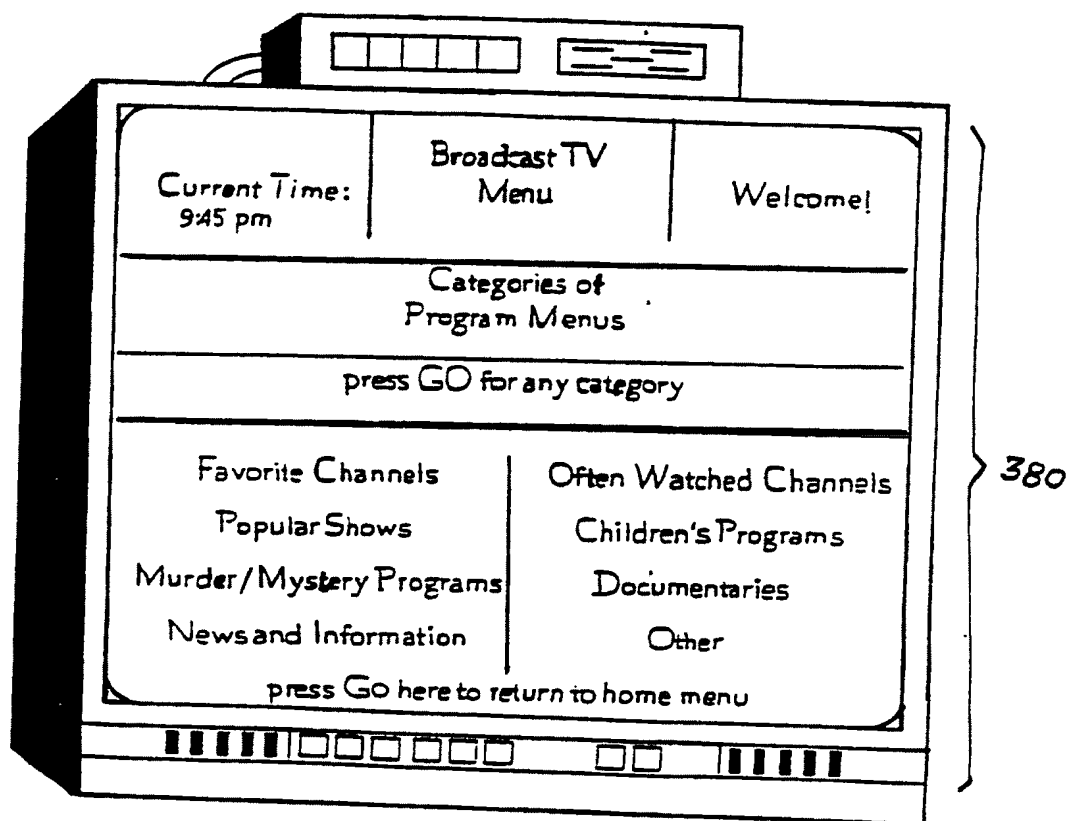 Current Time:
9:45 pm
Broadcast TV
Menu
Welcome!
Categories of
Program Menus
press GO for any category
Favorite Channels
Popular Shows
Murder/Mystery Programs
News and Information
Often Watched Channels
Children's Programs
Documentaries
Other
press Go here to return to home menu
380